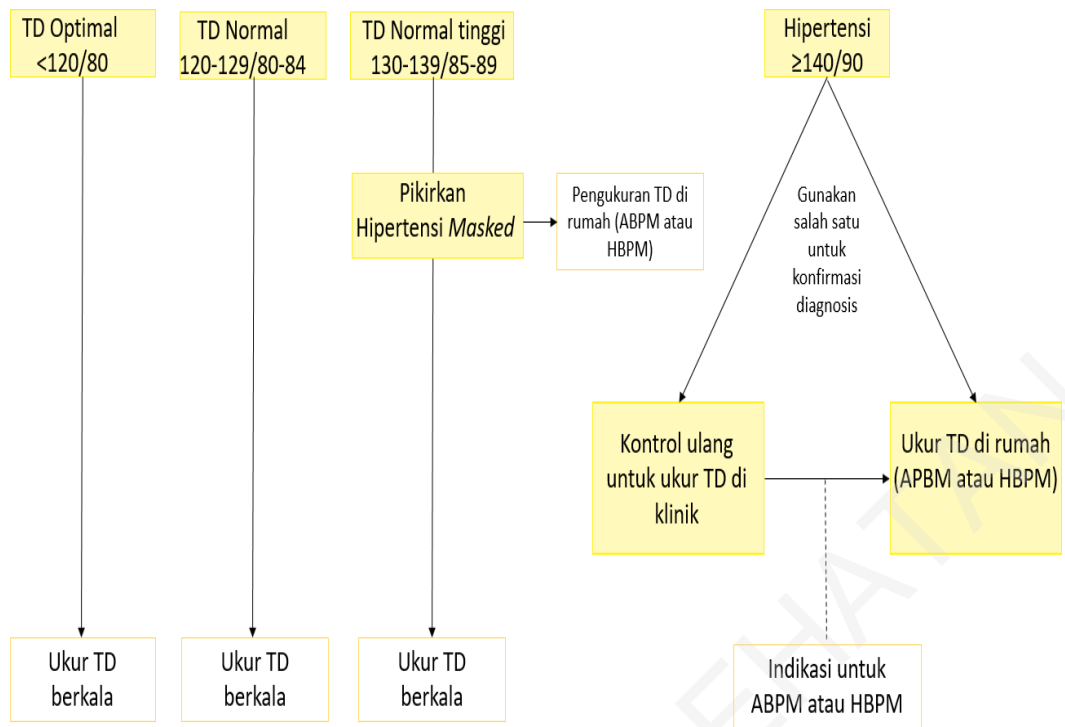 TD Optimal
<120/80
TD Normal
120-129/80-84
TD Normal tinggi
130-139/85-89
Hipertensi
≥140/90
Pikirkan
Hipertensi Masked
Pengukuran TD di
rumah (ABPM atau
HBPM)
Gunakan
salah satu
untuk
konfirmasi
diagnosis
Kontrol ulang
untuk ukur TD di
klinik
Ukur TD di rumah
(APBM atau HBPM)
Ukur TD
berkala
Ukur TD
berkala
Ukur TD
berkala
Indikasi untuk
ABPM atau HBPM
EHATAN